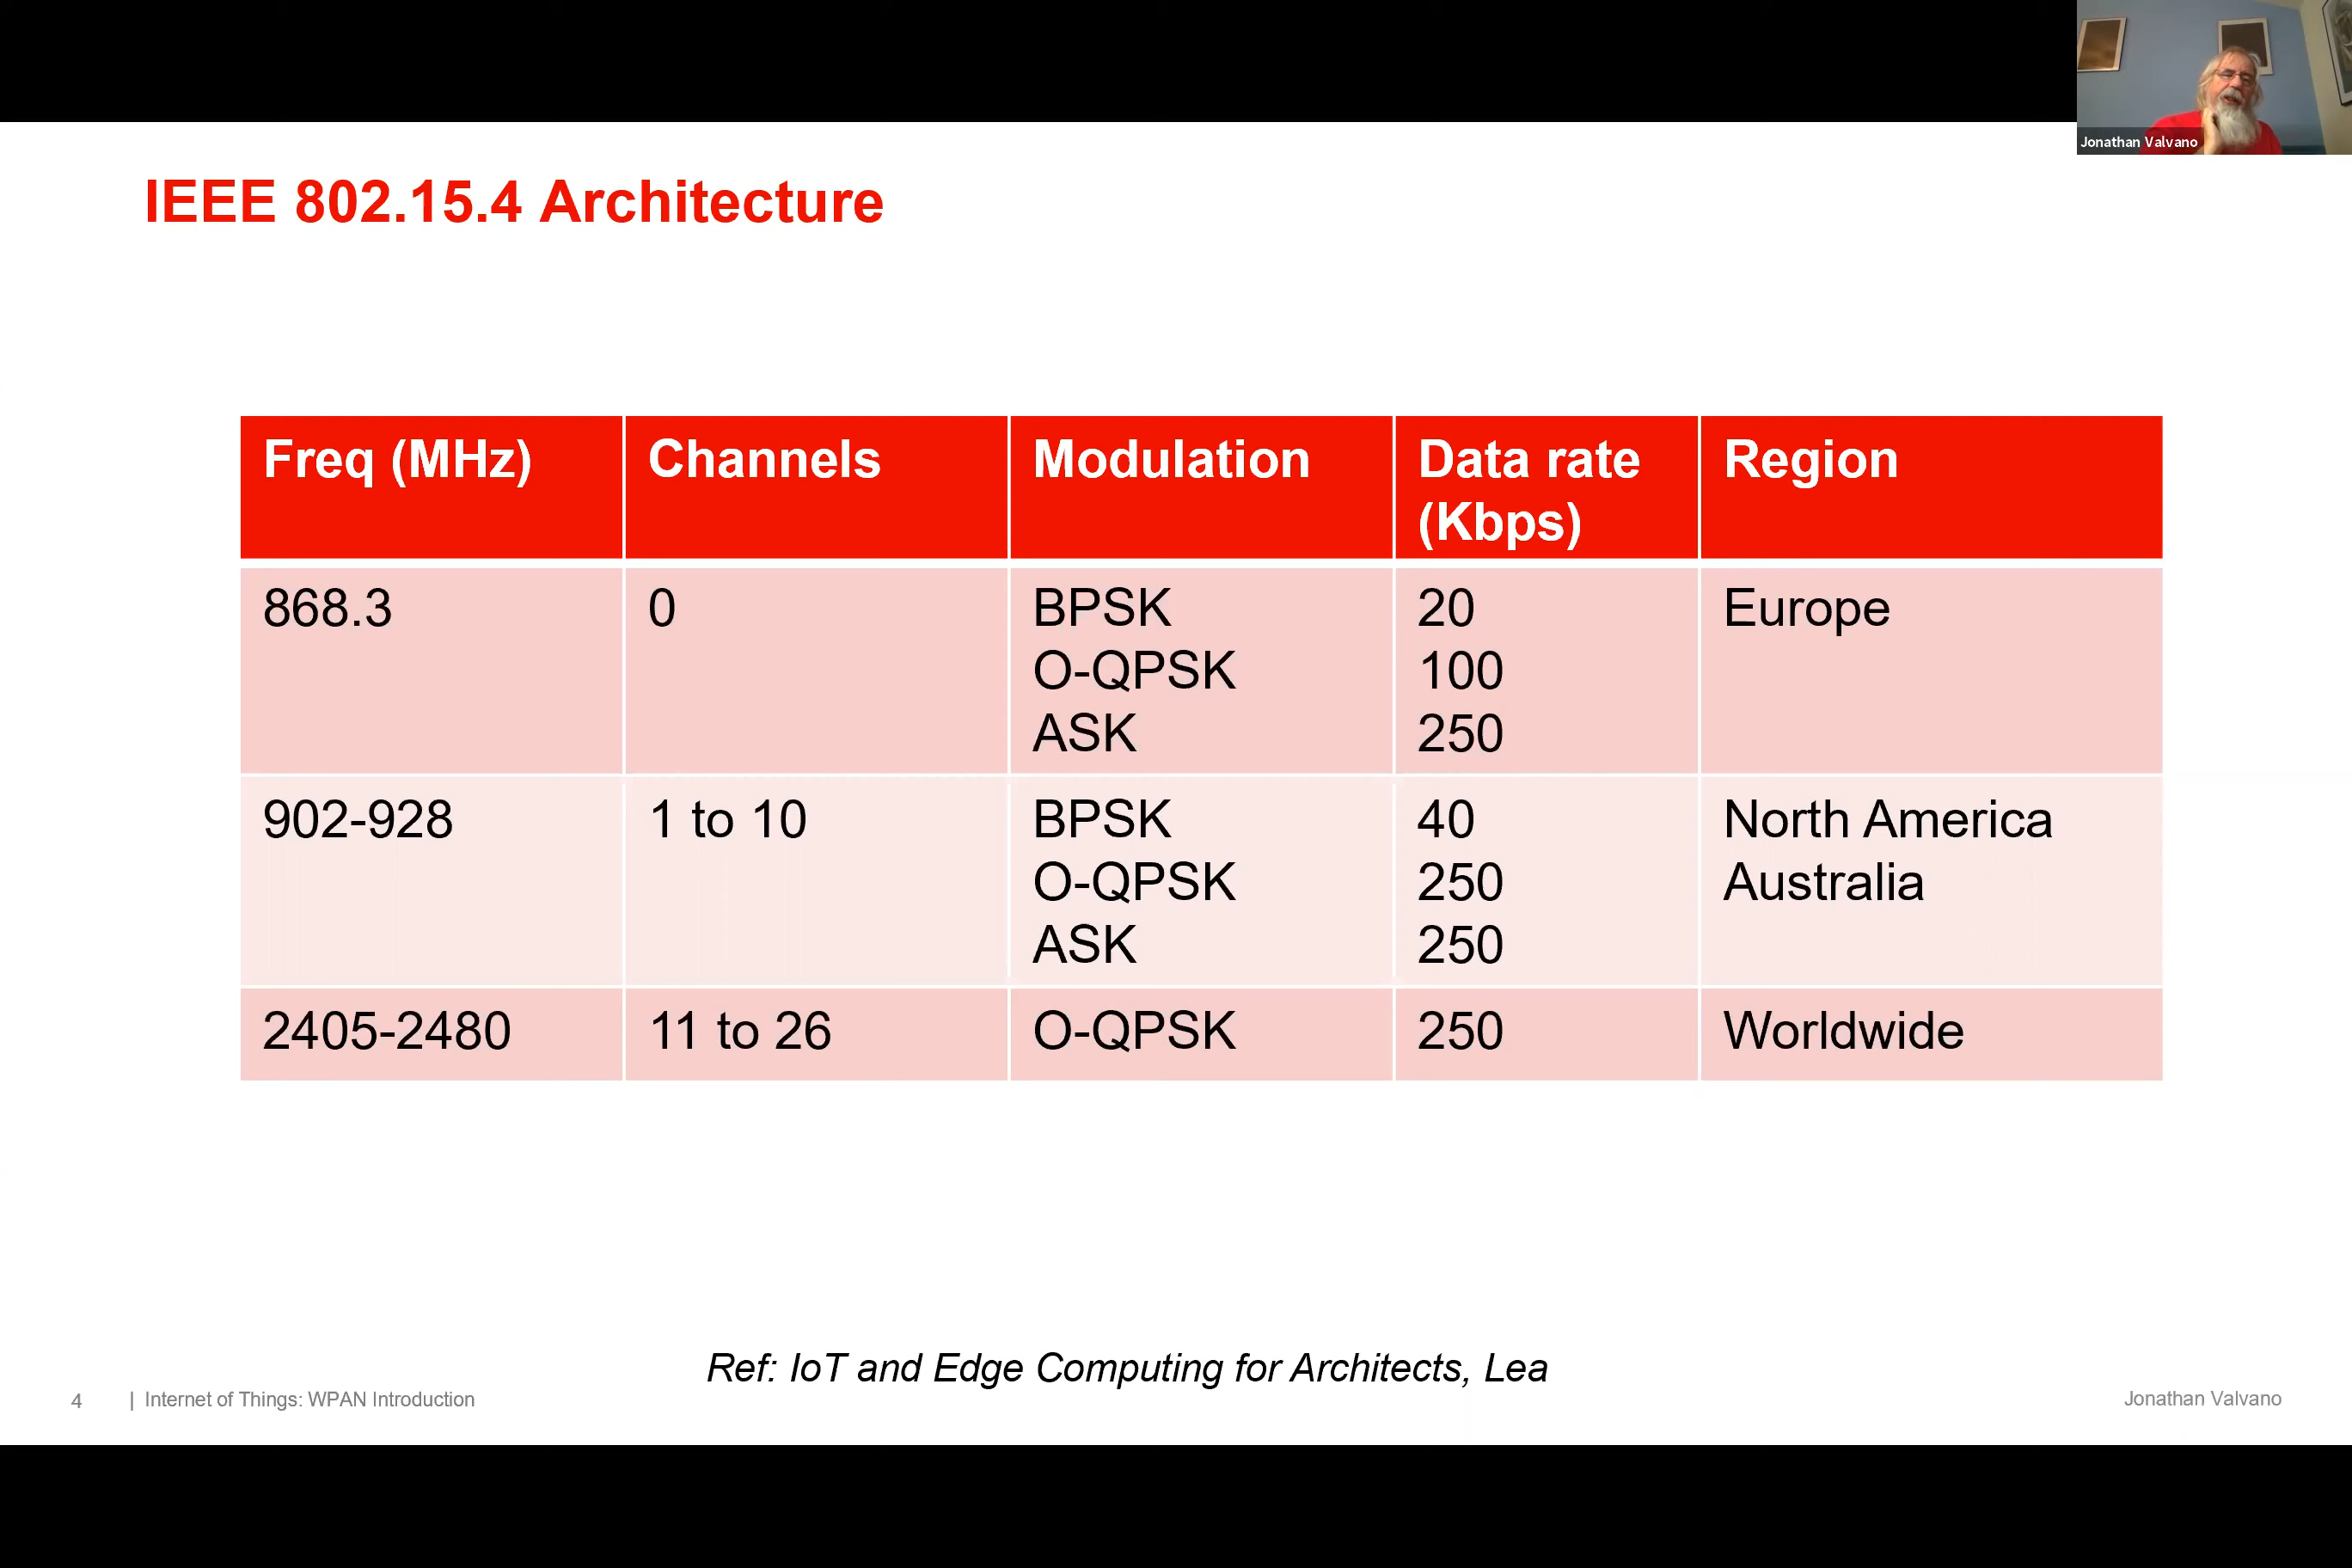 Jonathan Valvano
IEEE 802.15.4 Architecture
Freq (MHz) Channels Modulation Data rate (Kbps) Region
868.3 0 BPSK 20 Europe
O-QPSK 100
ASK 250
902-928 1 to 10 BPSK 40 North America
O-QPSK 250 Australia
ASK 250
2405-2480 11 to 26 O-QPSK 250 Worldwide
Ref: IoT and Edge Computing for Architects, Lea
4 | Internet of Things: WPAN Introduction Jonathan Valvano